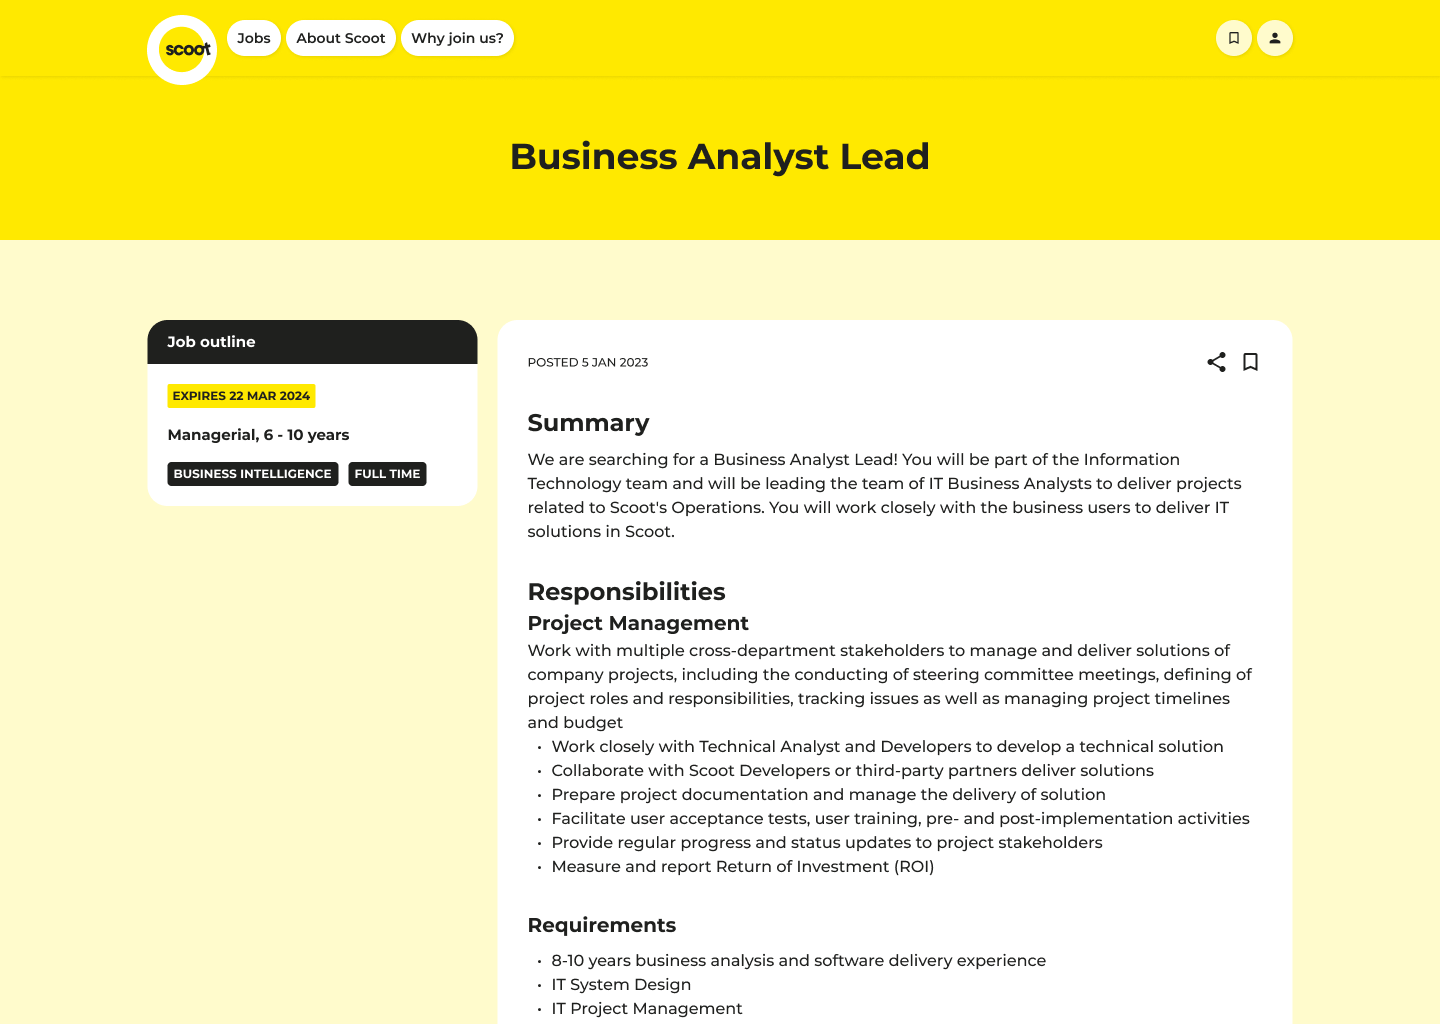 scoot
Jobs
About Scoot
Why join us?
Business Analyst Lead
Job outline
EXPIRES 22 MAR 2024
Managerial, 6 - 10 years
BUSINESS INTELLIGENCE
FULL TIME
POSTED 5 JAN 2023
Summary
We are searching for a Business Analyst Lead! You will be part of the Information
Technology team and will be leading the team of IT Business Analysts to deliver projects
related to Scoot's Operations. You will work closely with the business users to deliver IT
solutions in Scoot.
Responsibilities
Project Management
Work with multiple cross-department stakeholders to manage and deliver solutions of
company projects, including the conducting of steering committee meetings, defining of
project roles and responsibilities, tracking issues as well as managing project timelines
and budget
• Work closely with Technical Analyst and Developers to develop a technical solution
• Collaborate with Scoot Developers or third-party partners deliver solutions
• Prepare project documentation and manage the delivery of solution
• Facilitate user acceptance tests, user training, pre- and post-implementation activities
• Provide regular progress and status updates to project stakeholders
• Measure and report Return of Investment (ROI)
Requirements
• 8-10 years business analysis and software delivery experience
• IT System Design
• IT Project Management